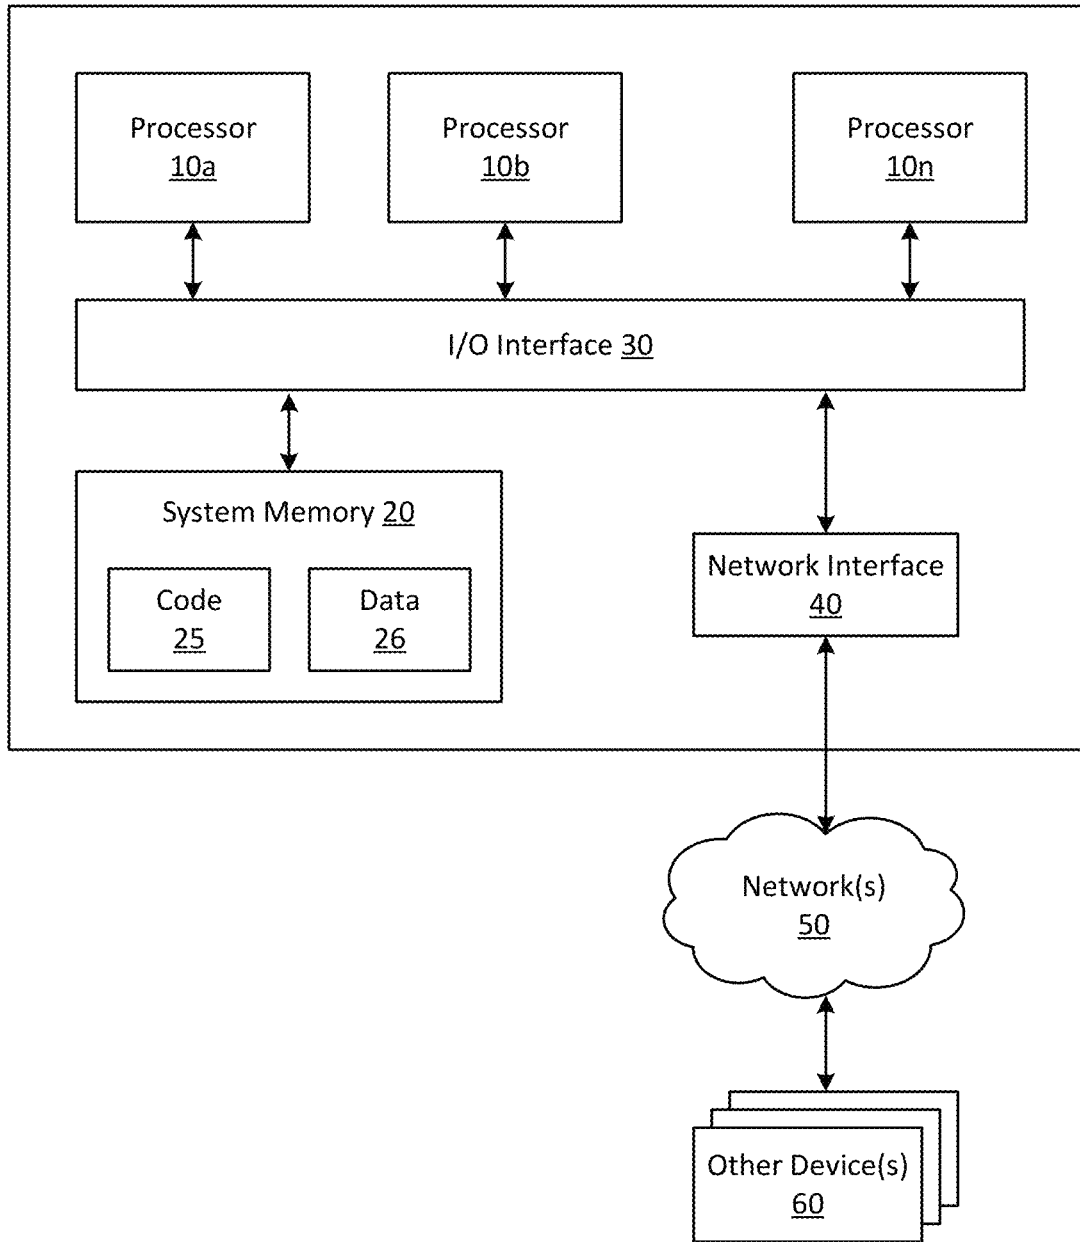 Processor
10a
Processor
10b
Processor
10n
I/O Interface 30
System Memory 20
Code
25
Data
26
Network Interface
40
Network(s)
50
Other Device(s)
60